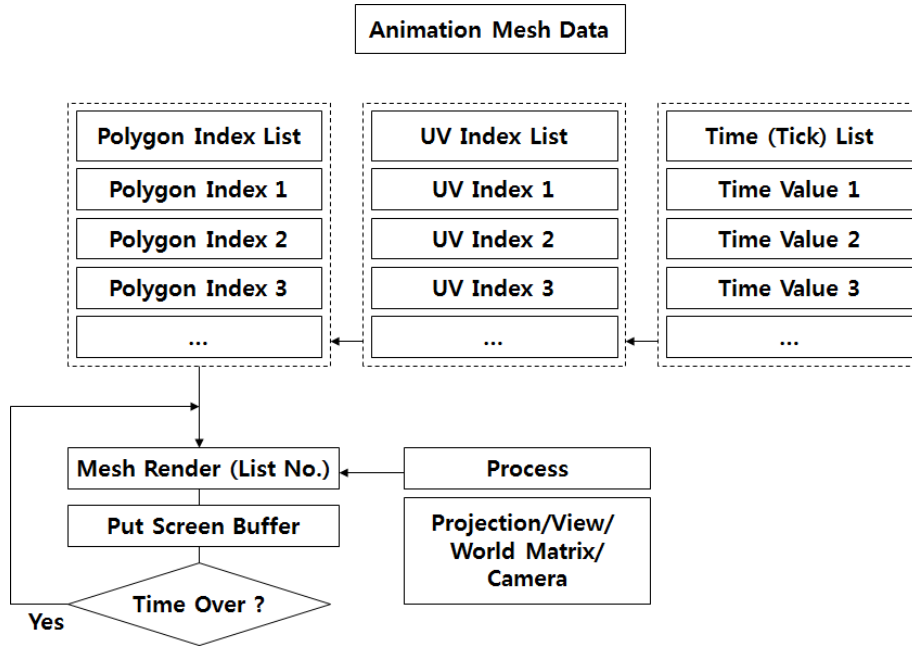 Animation Mesh Data
Polygon Index List
UV Index List
Time (Tick) List
Polygon Index 1
UV Index 1
Time Value 1
Polygon Index 2
UV Index 2
Time Value 2
Polygon Index 3
UV Index 3
Time Value 3
...
...
...
Mesh Render (List No.)
Process
Put Screen Buffer
Projection/View/
World Matrix/
Camera
Time Over ?
Yes